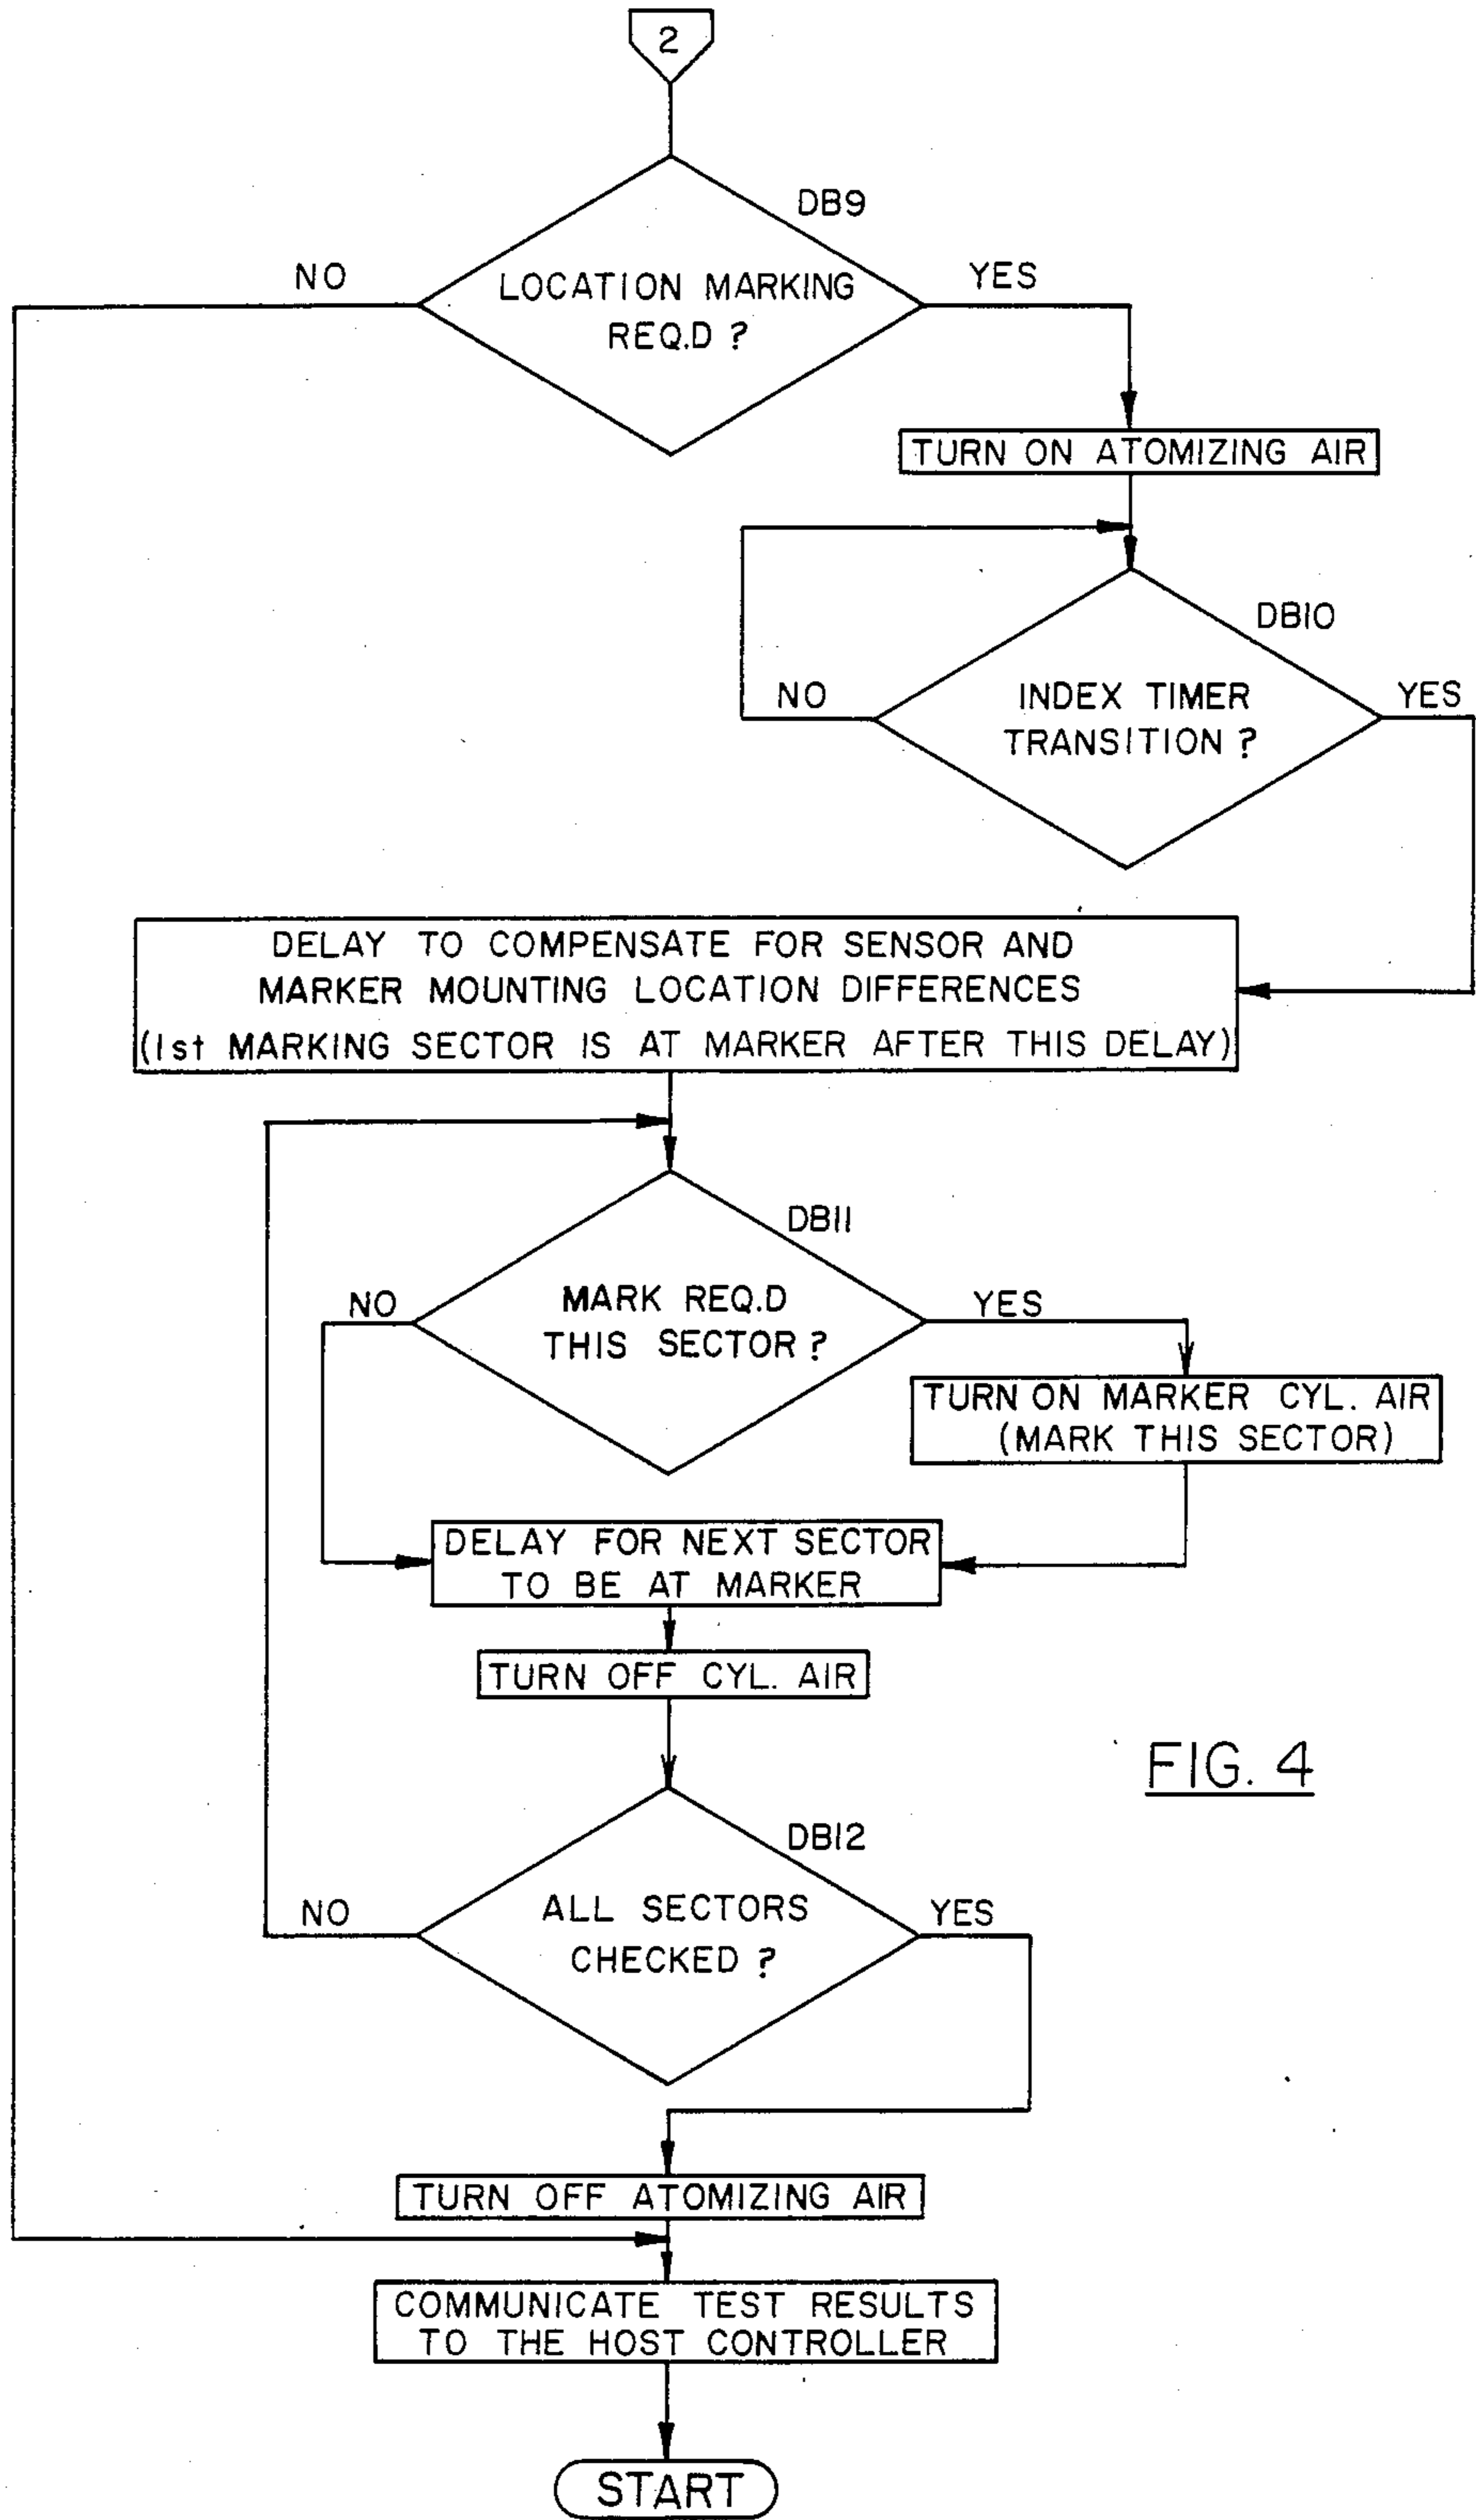 2
DB9
NO
LOCATION MARKING
REQ.D ?
YES
TURN ON ATOMIZING AIR
DB10
NO
INDEX TIMER
TRANSITION ?
YES
DELAY TO COMPENSATE FOR SENSOR AND
MARKER MOUNTING LOCATION DIFFERENCES
(1st MARKING SECTOR IS AT MARKER AFTER THIS DELAY)
DB11
NO
MARK REQ.D
THIS SECTOR ?
YES
TURN ON MARKER CYL. AIR
(MARK THIS SECTOR)
DELAY FOR NEXT SECTOR
TO BE AT MARKER
TURN OFF CYL. AIR
FIG. 4
DB12
NO
ALL SECTORS
CHECKED ?
YES
TURN OFF ATOMIZING AIR
COMMUNICATE TEST RESULTS
TO THE HOST CONTROLLER
START